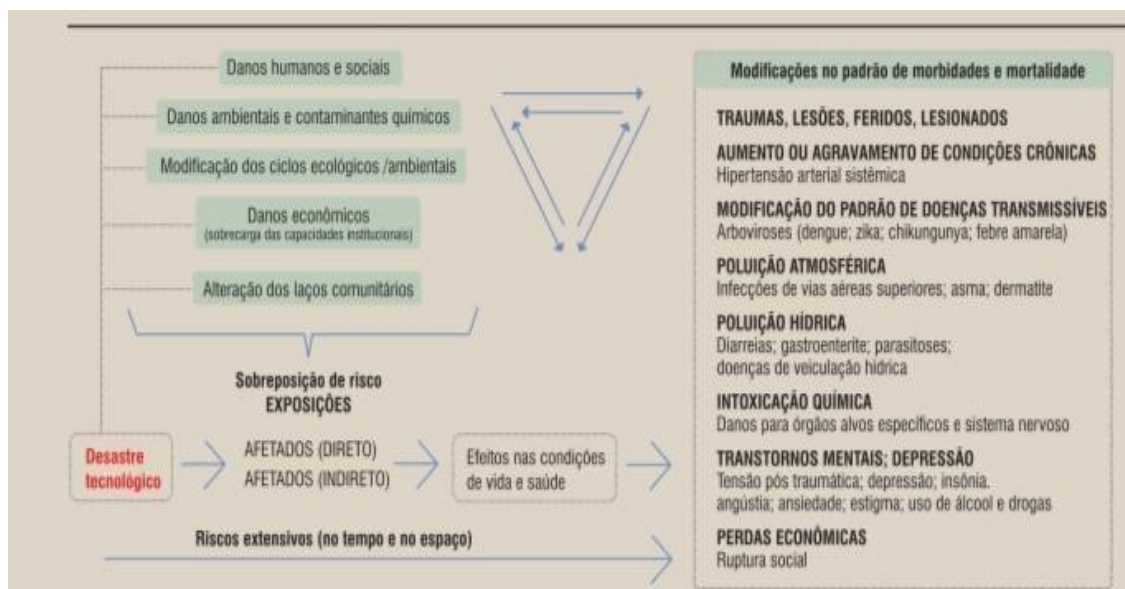 Danos humanos e sociais
Danos ambientais e contaminantes químicos
Modificação dos ciclos ecológicos /ambientais
Danos econômicos
(sobrecarga das capacidades institucionais)
Alteração dos laços comunitários
Sobreposição de risco
EXPOSIÇÕES
Desastre
tecnológico
AFETADOS (DIRETO)
AFETADOS (INDIRETO)
Efeitos nas condições
de vida e saúde
Riscos extensivos (no tempo e no espaço)
Modificações no padrão de morbidades e mortalidade
TRAUMAS, LESÕES, FERIDOS, LESIONADOS
AUMENTO OU AGRAVAMENTO DE CONDIÇÕES CRÔNICAS
Hipertensão arterial sistêmica
MODIFICAÇÃO DO PADRÃO DE DOENÇAS TRANSMISSÍVEIS
Arboviroses (dengue; zika; chikungunya; febre amarela)
POLUIÇÃO ATMOSFÉRICA
Infecções de vias aéreas superiores; asma; dermatite
POLUIÇÃO HÍDRICA
Diarreias; gastroenterite; parasitoses;
doenças de veiculação hídrica
INTOXICAÇÃO QUÍMICA
Danos para órgãos alvos específicos e sistema nervoso
TRANSTORNOS MENTAIS; DEPRESSÃO
Tensão pós traumática; depressão; insônia.
angústia; ansiedade; estigma; uso de álcool e drogas
PERDAS ECONÔMICAS
Ruptura social